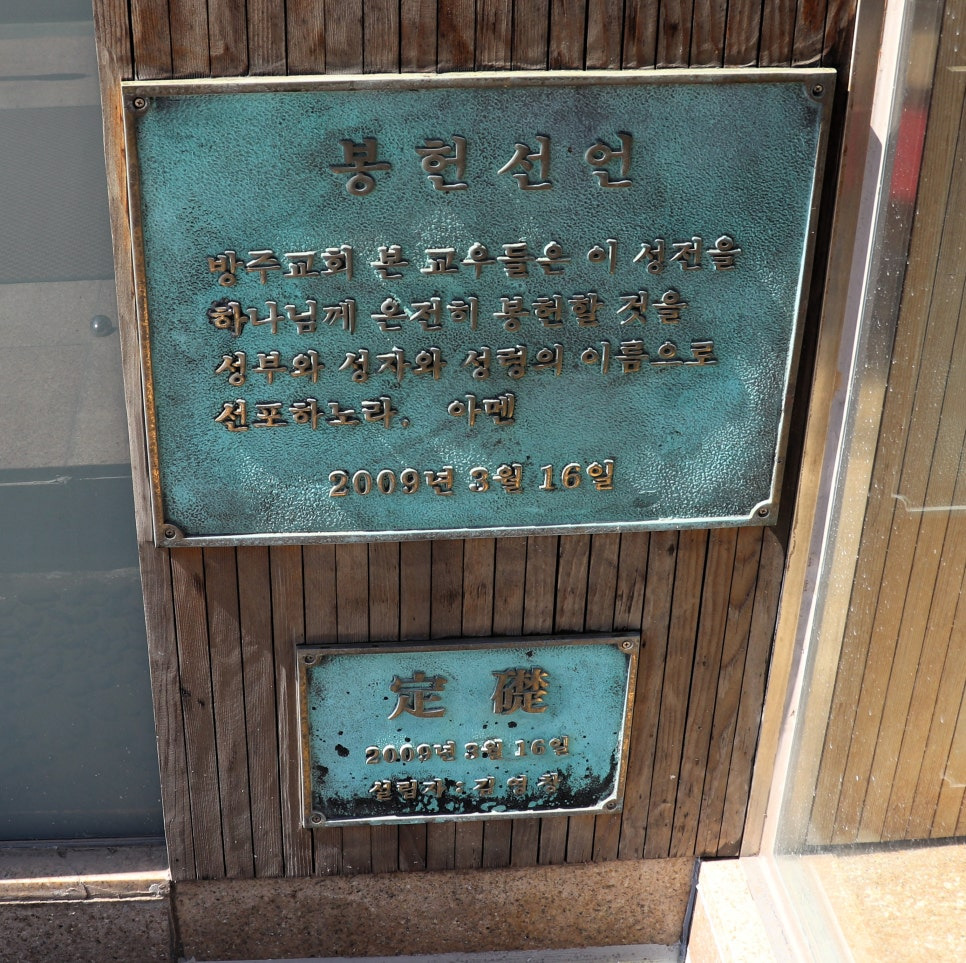 봉헌선언
방주교회 본 교우들은 이 성전을
하나님께 온전히 봉헌할 것을
성부와 성자와 성령의 이름으로
선포하노라. 아멘
2009년 3월 16일
定礎
2009년 3월 16일
설립자 : 김영창